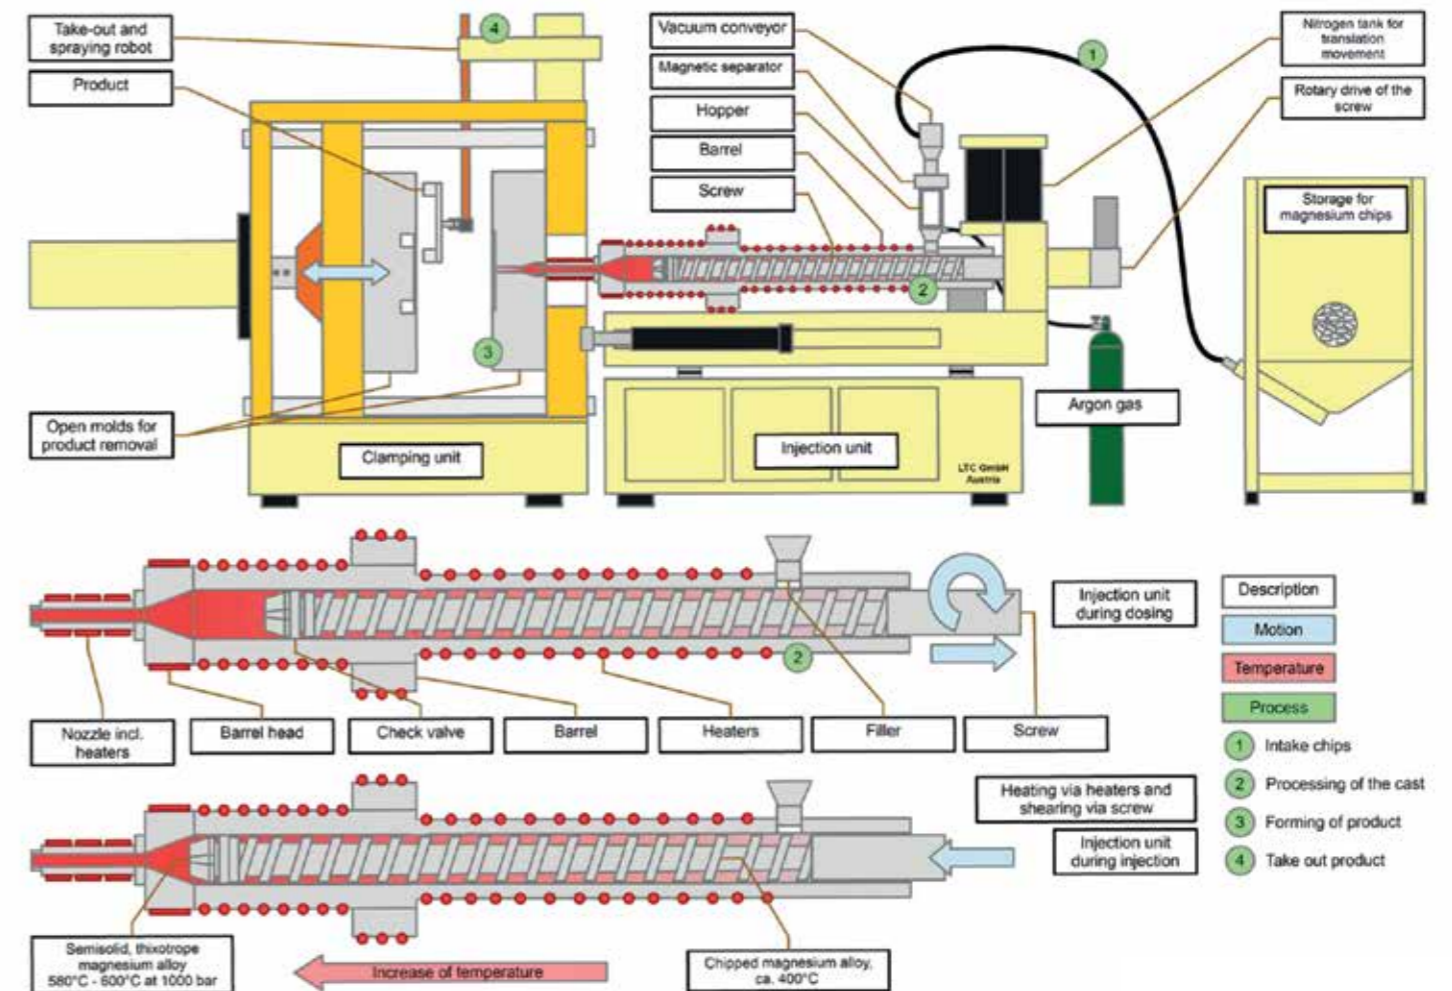 Take-out and
spraying robot
Product
Open molds for
product removal
Clamping unit
4
3
Vacuum conveyor
Magnetic separator
Hopper
Barrel
Screw
1
2
Nitrogen tank for
translation
movement
Rotary drive of the
screw
Storage for
magnesium chips
Argon gas
Injection unit
LTC GmbH
Austria
2
Injection unit
during dosing
Nozzle incl.
heaters
Barrel head
Check valve
Barrel
Heaters
Filler
Screw
Heating via heaters and
shearing via screw
Injection unit
during injection
Semisolid, thixotrope
magnesium alloy
580°C - 600°C at 1000 bar
Increase of temperature
Chipped magnesium alloy,
ca. 400°C
Description
Motion
Temperature
Process
1 Intake chips
2 Processing of the cast
3 Forming of product
4 Take out product